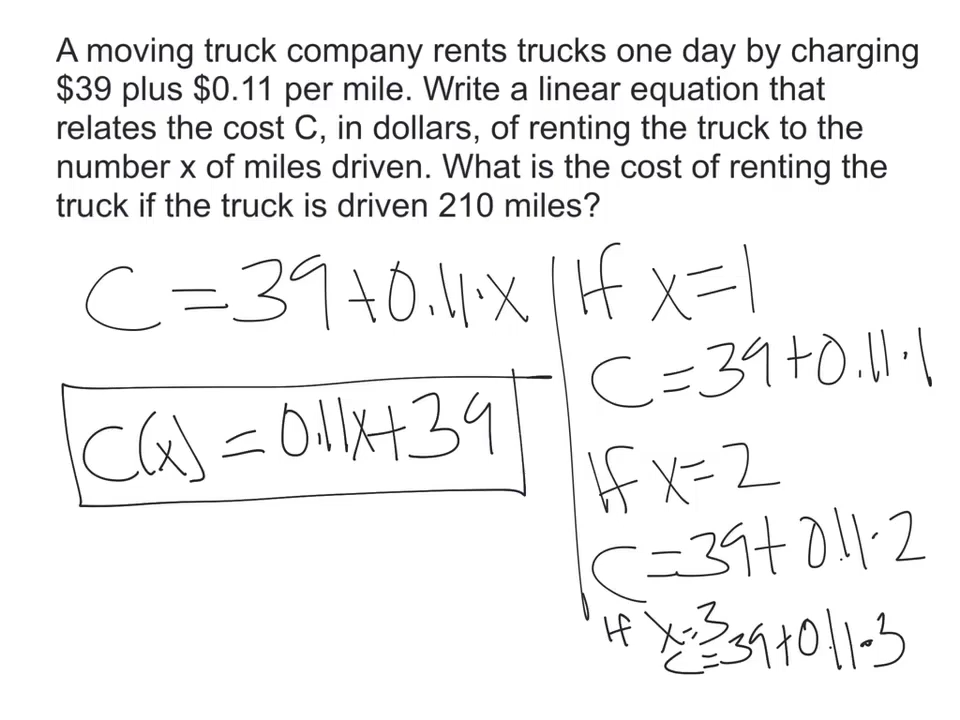 A moving truck company rents trucks one day by charging
$39 plus $0.11 per mile. Write a linear equation that
relates the cost C, in dollars, of renting the truck to the
number x of miles driven. What is the cost of renting the
truck if the truck is driven 210 miles?
C = 39 + 0.11·x
C(x) = 0.11x + 39
If x = 1
C = 39 + 0.11·1
If x = 2
C = 39 + 0.11·2
If x = 3
C = 39 + 0.11·3